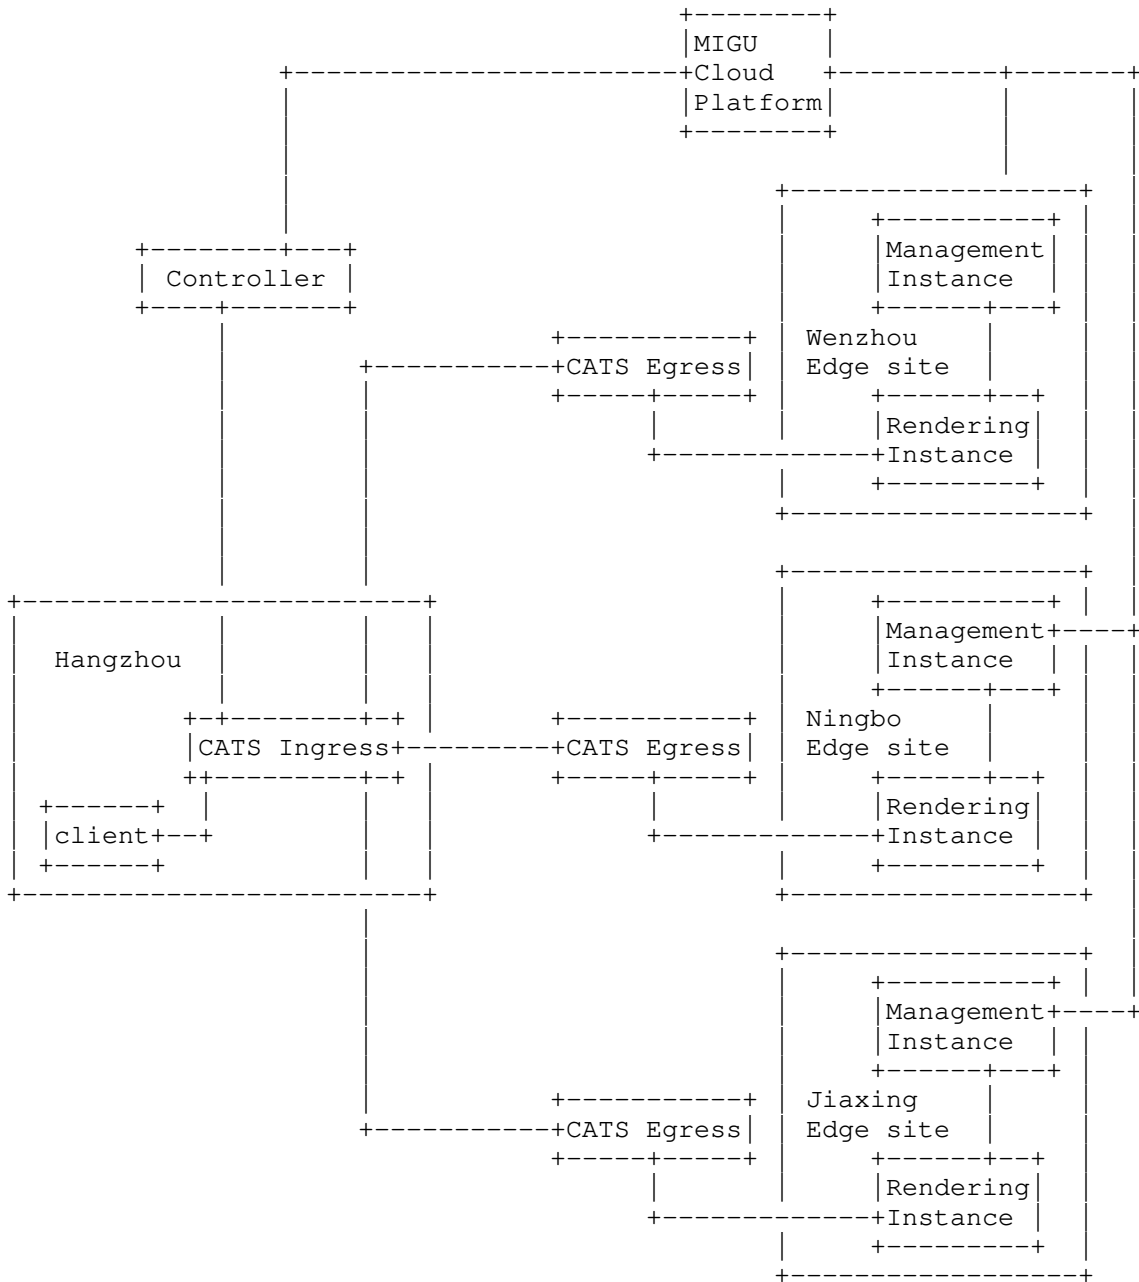 MIGU
Cloud
Platform
Management
Controller
Instance
Wenzhou
CATS Egress
Edge site
Rendering
Instance
Management
Hangzhou
Instance
Ningbo
CATS Ingress
CATS Egress
Edge site
Rendering
client
Instance
Management
Instance
Jiaxing
CATS Egress
Edge site
Rendering
Instance